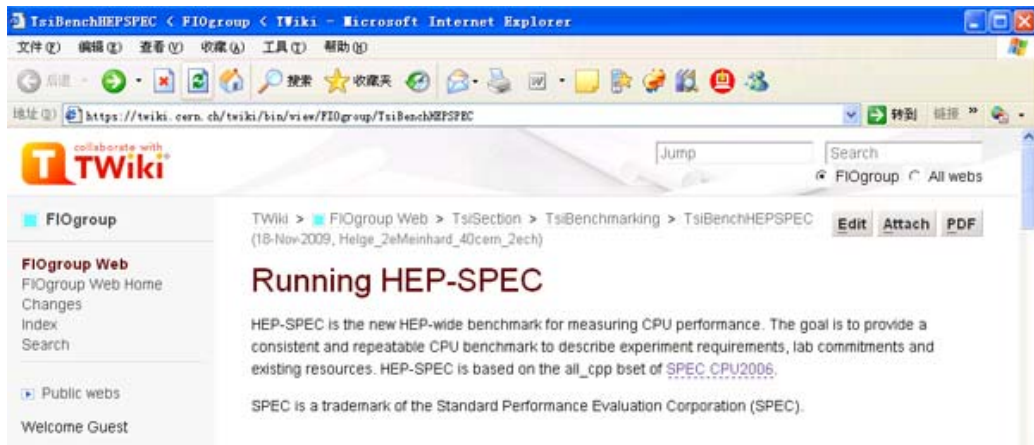 TsiBenchHEPSPEC < FIOgroup < TWiki - Microsoft Internet Explorer
文件(F) 编辑(E) 查看(V) 收藏(A) 工具(T) 帮助(H)
后退 搜索 收藏夹
地址(D) https://twiki.cern.ch/twiki/bin/view/FIOgroup/TsiBenchHEPSPEC 转到 链接 »
collaborate with
TWiki
Jump Search
FIOgroup All webs
FIOgroup
TWiki > FIOgroup Web > TsiSection > TsiBenchmarking > TsiBenchHEPSPEC
(18-Nov-2009, Helge_2eMeinhard_40cern_2ech)
Edit Attach PDF
FIOgroup Web
FIOgroup Web Home
Changes
Index
Search
Public webs
Welcome Guest
Running HEP-SPEC
HEP-SPEC is the new HEP-wide benchmark for measuring CPU performance. The goal is to provide a
consistent and repeatable CPU benchmark to describe experiment requirements, lab commitments and
existing resources. HEP-SPEC is based on the all_cpp bset of SPEC CPU2006.
SPEC is a trademark of the Standard Performance Evaluation Corporation (SPEC).